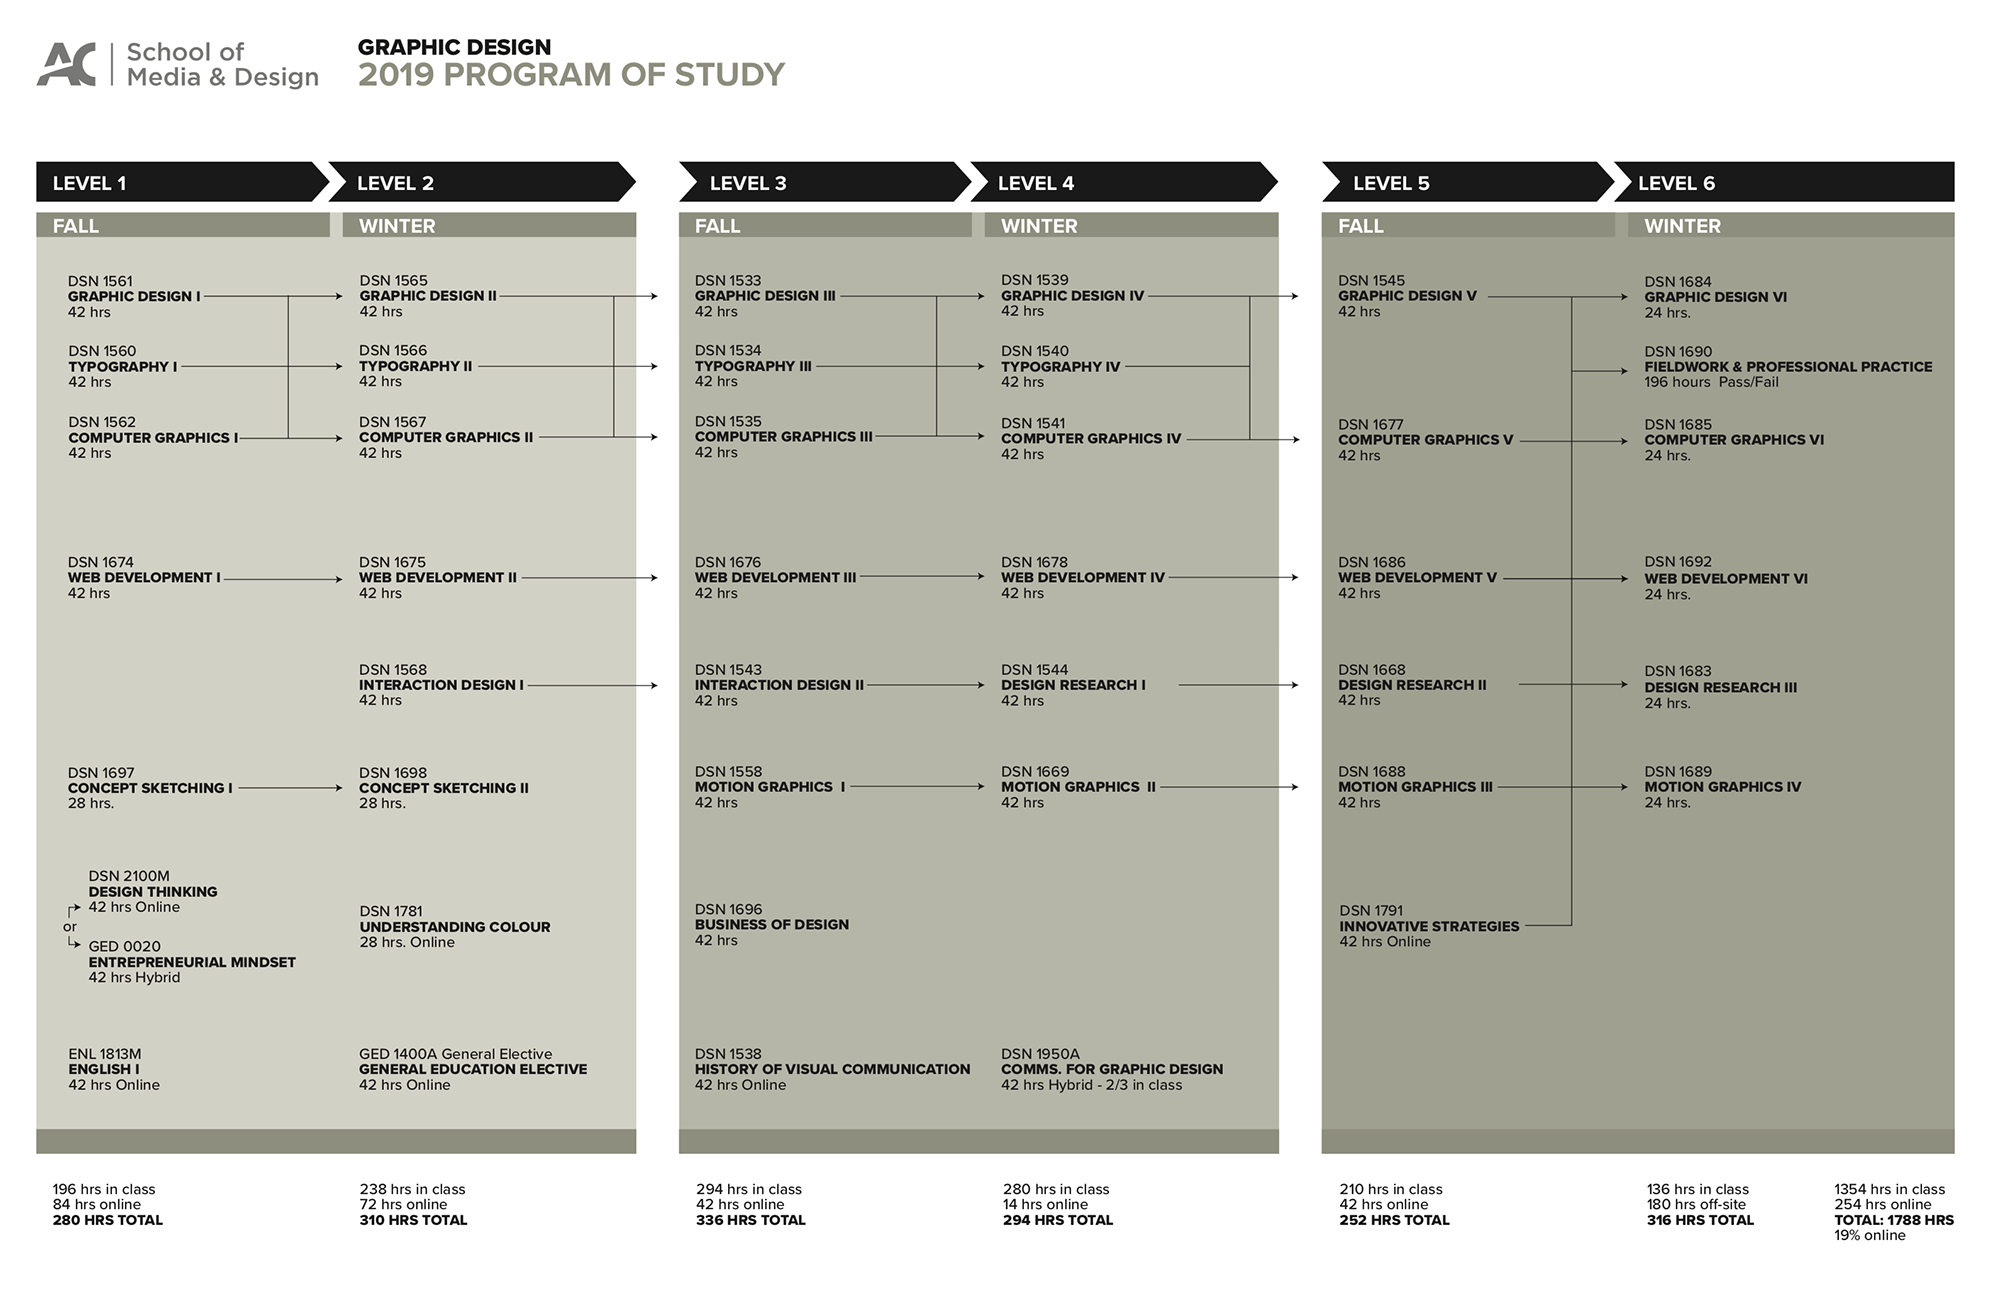 AC
School of
Media & Design
GRAPHIC DESIGN
2019 PROGRAM OF STUDY
LEVEL 1
FALL
DSN 1561
GRAPHIC DESIGN I
42 hrs
DSN 1560
TYPOGRAPHY I
42 hrs
DSN 1562
COMPUTER GRAPHICS I
42 hrs
DSN 1674
WEB DEVELOPMENT I
42 hrs
DSN 1697
CONCEPT SKETCHING I
28 hrs.
DSN 2100M
DESIGN THINKING
42 hrs Online
or
GED 0020
ENTREPRENEURIAL MINDSET
42 hrs Hybrid
ENL 1813M
ENGLISH I
42 hrs Online
196 hrs in class
84 hrs online
280 HRS TOTAL
LEVEL 2
WINTER
DSN 1565
GRAPHIC DESIGN II
42 hrs
DSN 1566
TYPOGRAPHY II
42 hrs
DSN 1567
COMPUTER GRAPHICS II
42 hrs
DSN 1675
WEB DEVELOPMENT II
42 hrs
DSN 1568
INTERACTION DESIGN I
42 hrs
DSN 1698
CONCEPT SKETCHING II
28 hrs.
DSN 1781
UNDERSTANDING COLOUR
28 hrs. Online
GED 1400A General Elective
GENERAL EDUCATION ELECTIVE
42 hrs Online
238 hrs in class
72 hrs online
310 HRS TOTAL
LEVEL 3
FALL
DSN 1533
GRAPHIC DESIGN III
42 hrs
DSN 1534
TYPOGRAPHY III
42 hrs
DSN 1535
COMPUTER GRAPHICS III
42 hrs
DSN 1676
WEB DEVELOPMENT III
42 hrs
DSN 1543
INTERACTION DESIGN II
42 hrs
DSN 1558
MOTION GRAPHICS I
42 hrs
DSN 1696
BUSINESS OF DESIGN
42 hrs
DSN 1538
HISTORY OF VISUAL COMMUNICATION
42 hrs Online
294 hrs in class
42 hrs online
336 HRS TOTAL
LEVEL 4
WINTER
DSN 1539
GRAPHIC DESIGN IV
42 hrs
DSN 1540
TYPOGRAPHY IV
42 hrs
DSN 1541
COMPUTER GRAPHICS IV
42 hrs
DSN 1678
WEB DEVELOPMENT IV
42 hrs
DSN 1544
DESIGN RESEARCH I
42 hrs
DSN 1669
MOTION GRAPHICS II
42 hrs
DSN 1950A
COMMS. FOR GRAPHIC DESIGN
42 hrs Hybrid - 2/3 in class
280 hrs in class
14 hrs online
294 HRS TOTAL
LEVEL 5
FALL
DSN 1545
GRAPHIC DESIGN V
42 hrs
DSN 1677
COMPUTER GRAPHICS V
42 hrs
DSN 1686
WEB DEVELOPMENT V
42 hrs
DSN 1668
DESIGN RESEARCH II
42 hrs
DSN 1688
MOTION GRAPHICS III
42 hrs
DSN 1791
INNOVATIVE STRATEGIES
42 hrs Online
210 hrs in class
42 hrs online
252 HRS TOTAL
LEVEL 6
WINTER
DSN 1684
GRAPHIC DESIGN VI
24 hrs.
DSN 1690
FIELDWORK & PROFESSIONAL PRACTICE
196 hours Pass/Fail
DSN 1685
COMPUTER GRAPHICS VI
24 hrs.
DSN 1692
WEB DEVELOPMENT VI
24 hrs.
DSN 1683
DESIGN RESEARCH III
24 hrs.
DSN 1689
MOTION GRAPHICS IV
24 hrs.
136 hrs in class
180 hrs off-site
316 HRS TOTAL
1354 hrs in class
254 hrs online
TOTAL: 1788 HRS
19% online